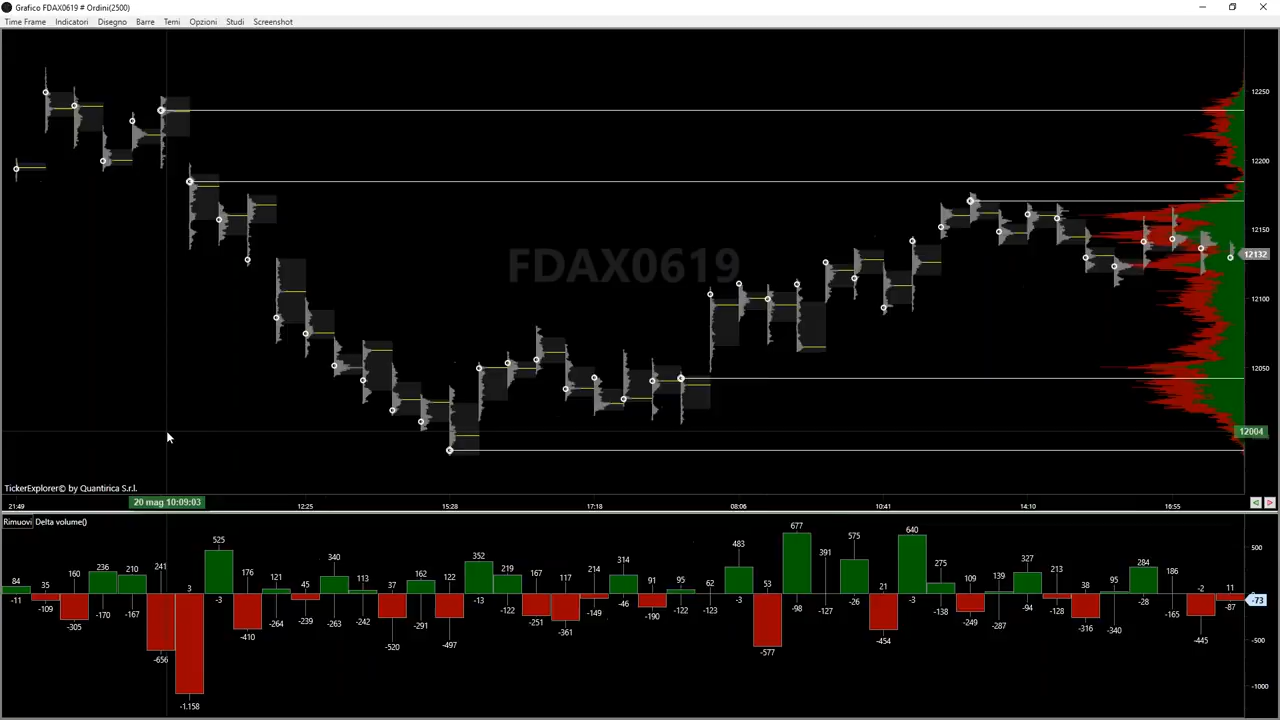 Grafico FDAX0619 # Ordini(2500)
Time Frame Indicatori Disegno Barre Temi Opzioni Studi Screenshot
12250
12200
12150
FDAX0619
12132
12100
12050
12004
TickerExplorer© by Quantirica S.r.l.
21:49 20 mag 10:09:03 12:25 15:28 17:18 08:06 10:41 14:10 16:55
Rimuovi Delta volume()
84 35 160 236 210 241 3 525 176 121 45 340 113 37 162 122 352 219 167 117 214 314 91 95 62 483 53 677 391 575 21 640 275 109 139 327 213 38 95 284 186 -2 11
-11 -109 -305 -170 -167 -656 -1.158 -3 -410 -264 -239 -263 -242 -520 -291 -497 -13 -122 -251 -361 -149 -46 -190 -122 -123 -3 -577 -98 -127 -26 -454 -3 -138 -249 -287 -94 -128 -316 -340 -28 -165 -445 -87
500
-73
-500
-1000